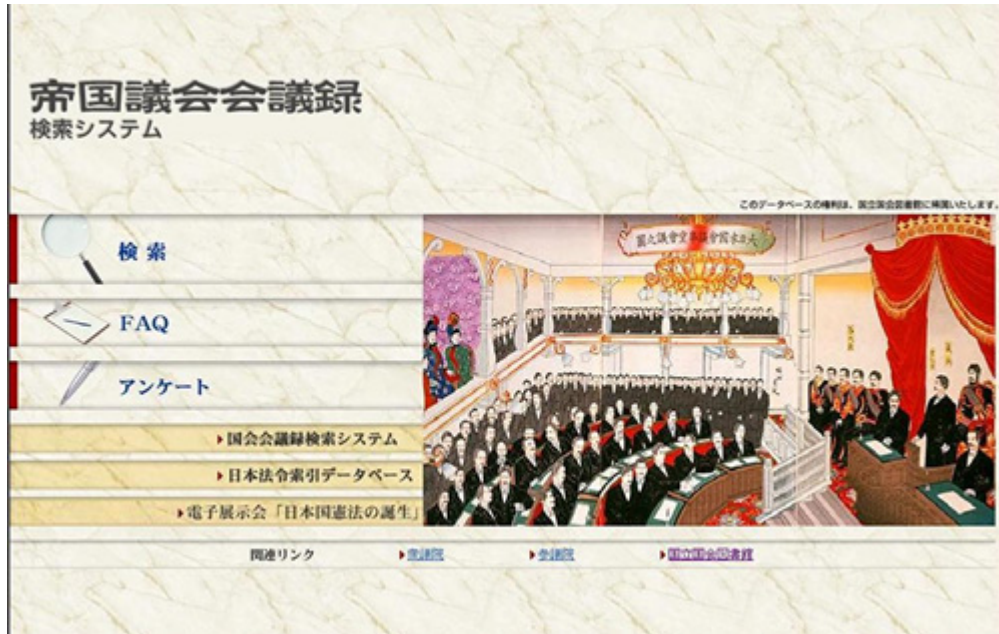 帝国議会会議録
検索システム
このデータベースの権利は、国立国会図書館に帰属いたします。
検索
FAQ
アンケート
国会会議録検索システム
日本法令索引データベース
電子展示会「日本国憲法の誕生」
関連リンク
衆議院
参議院
国立国会図書館